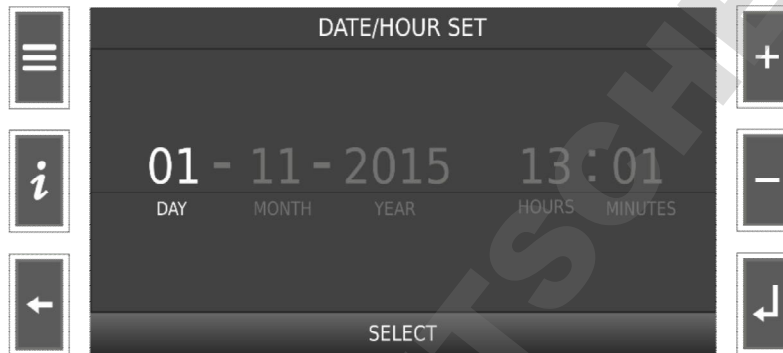 DATE/HOUR SET
01 - 11 - 2015 13 : 01
DAY MONTH YEAR HOURS MINUTES
SELECT